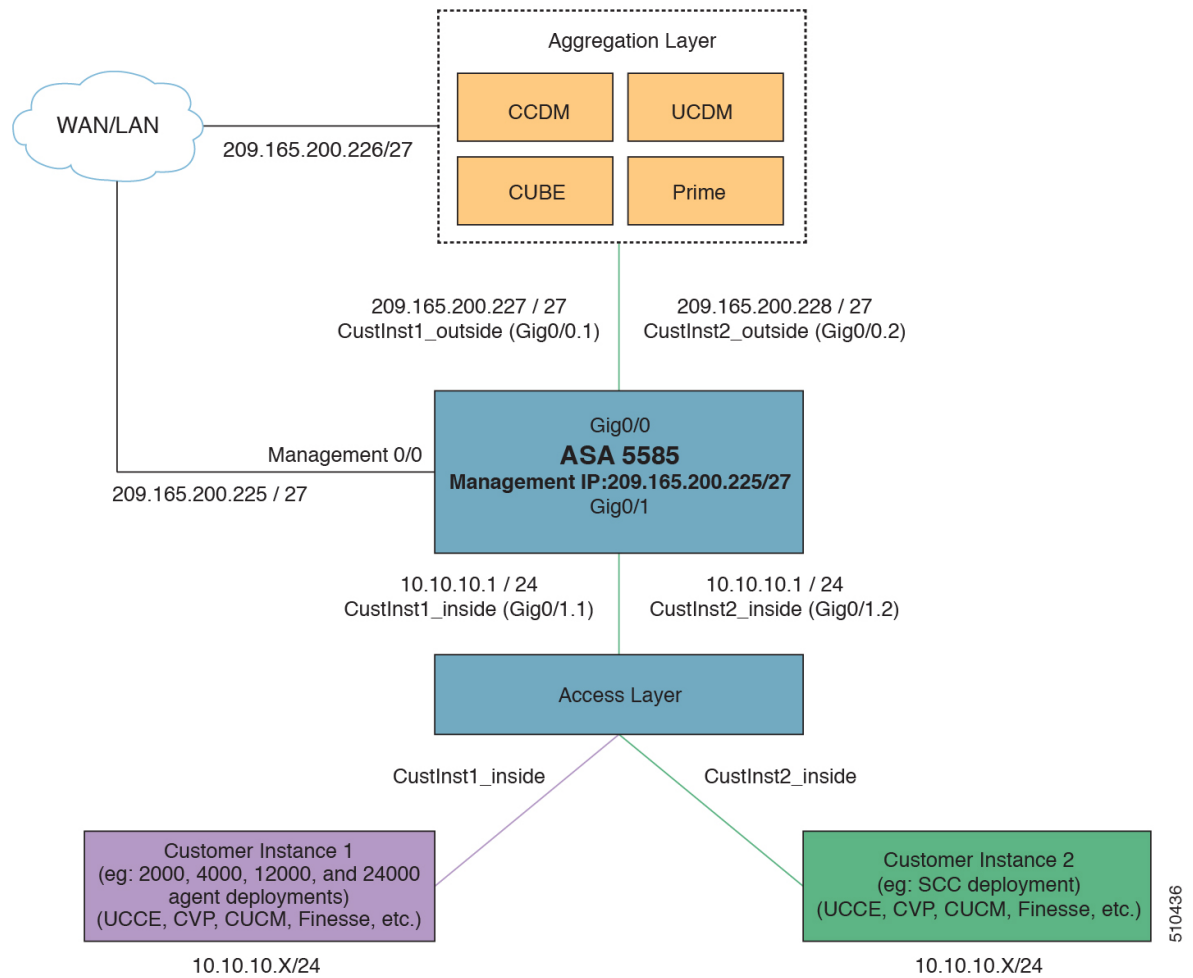 Aggregation Layer
CCDM
UCDM
CUBE
Prime
WAN/LAN
209.165.200.226/27
209.165.200.227 / 27
CustInst1_outside (Gig0/0.1)
209.165.200.228 / 27
CustInst2_outside (Gig0/0.2)
Gig0/0
ASA 5585
Management IP:209.165.200.225/27
Gig0/1
Management 0/0
209.165.200.225 / 27
10.10.10.1 / 24
CustInst1_inside (Gig0/1.1)
10.10.10.1 / 24
CustInst2_inside (Gig0/1.2)
Access Layer
CustInst1_inside
CustInst2_inside
Customer Instance 1
(eg: 2000, 4000, 12000, and 24000
agent deployments)
(UCCE, CVP, CUCM, Finesse, etc.)
10.10.10.X/24
Customer Instance 2
(eg: SCC deployment)
(UCCE, CVP, CUCM, Finesse, etc.)
10.10.10.X/24
510436